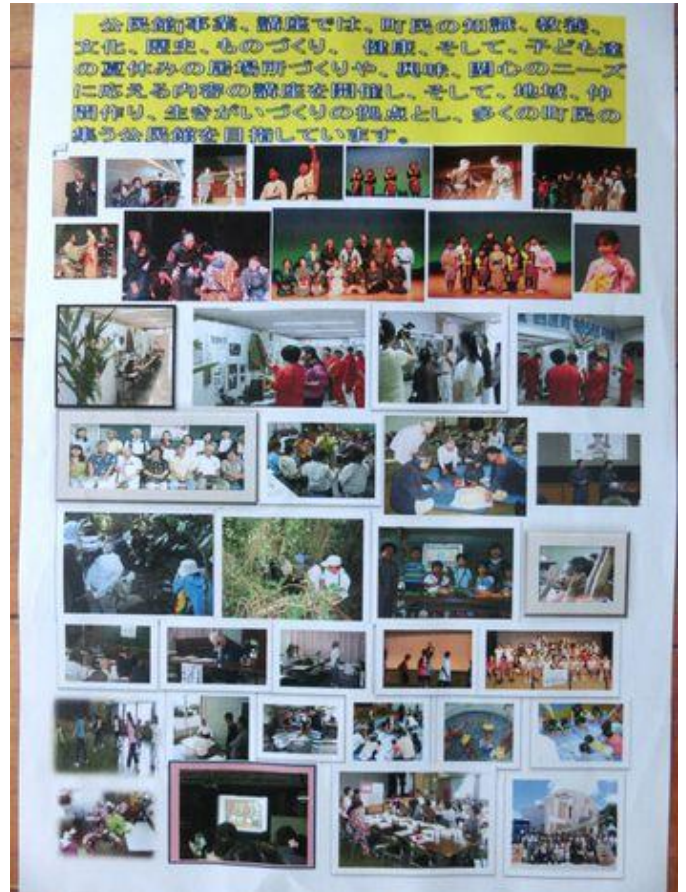 公民館事業、講座では、町民の知識、教養、
文化、歴史、ものづくり、健康、そして、子ども達
の夏休みの居場所づくりや、興味、関心のニーズ
に応える内容の講座を開催し、そして、地域、仲
間作り、生きがいづくりの拠点とし、多くの町民の
集う公民館を目指しています。